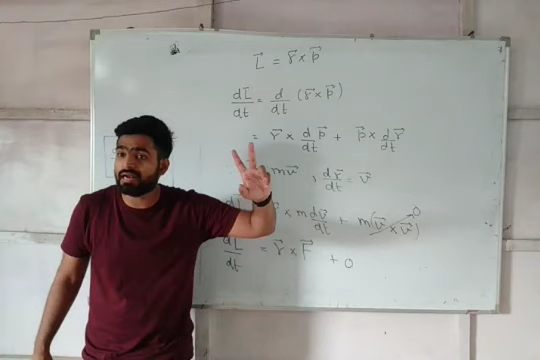 L⃗ = r⃗ × p⃗
dL⃗/dt = d/dt (r⃗ × p⃗)
= r⃗ × dp⃗/dt + p⃗ × dr⃗/dt
mv⃗ , dr⃗/dt = v⃗
× m dv⃗/dt + m(v⃗ × v⃗) 0
dL⃗/dt = r⃗ × F⃗ + 0